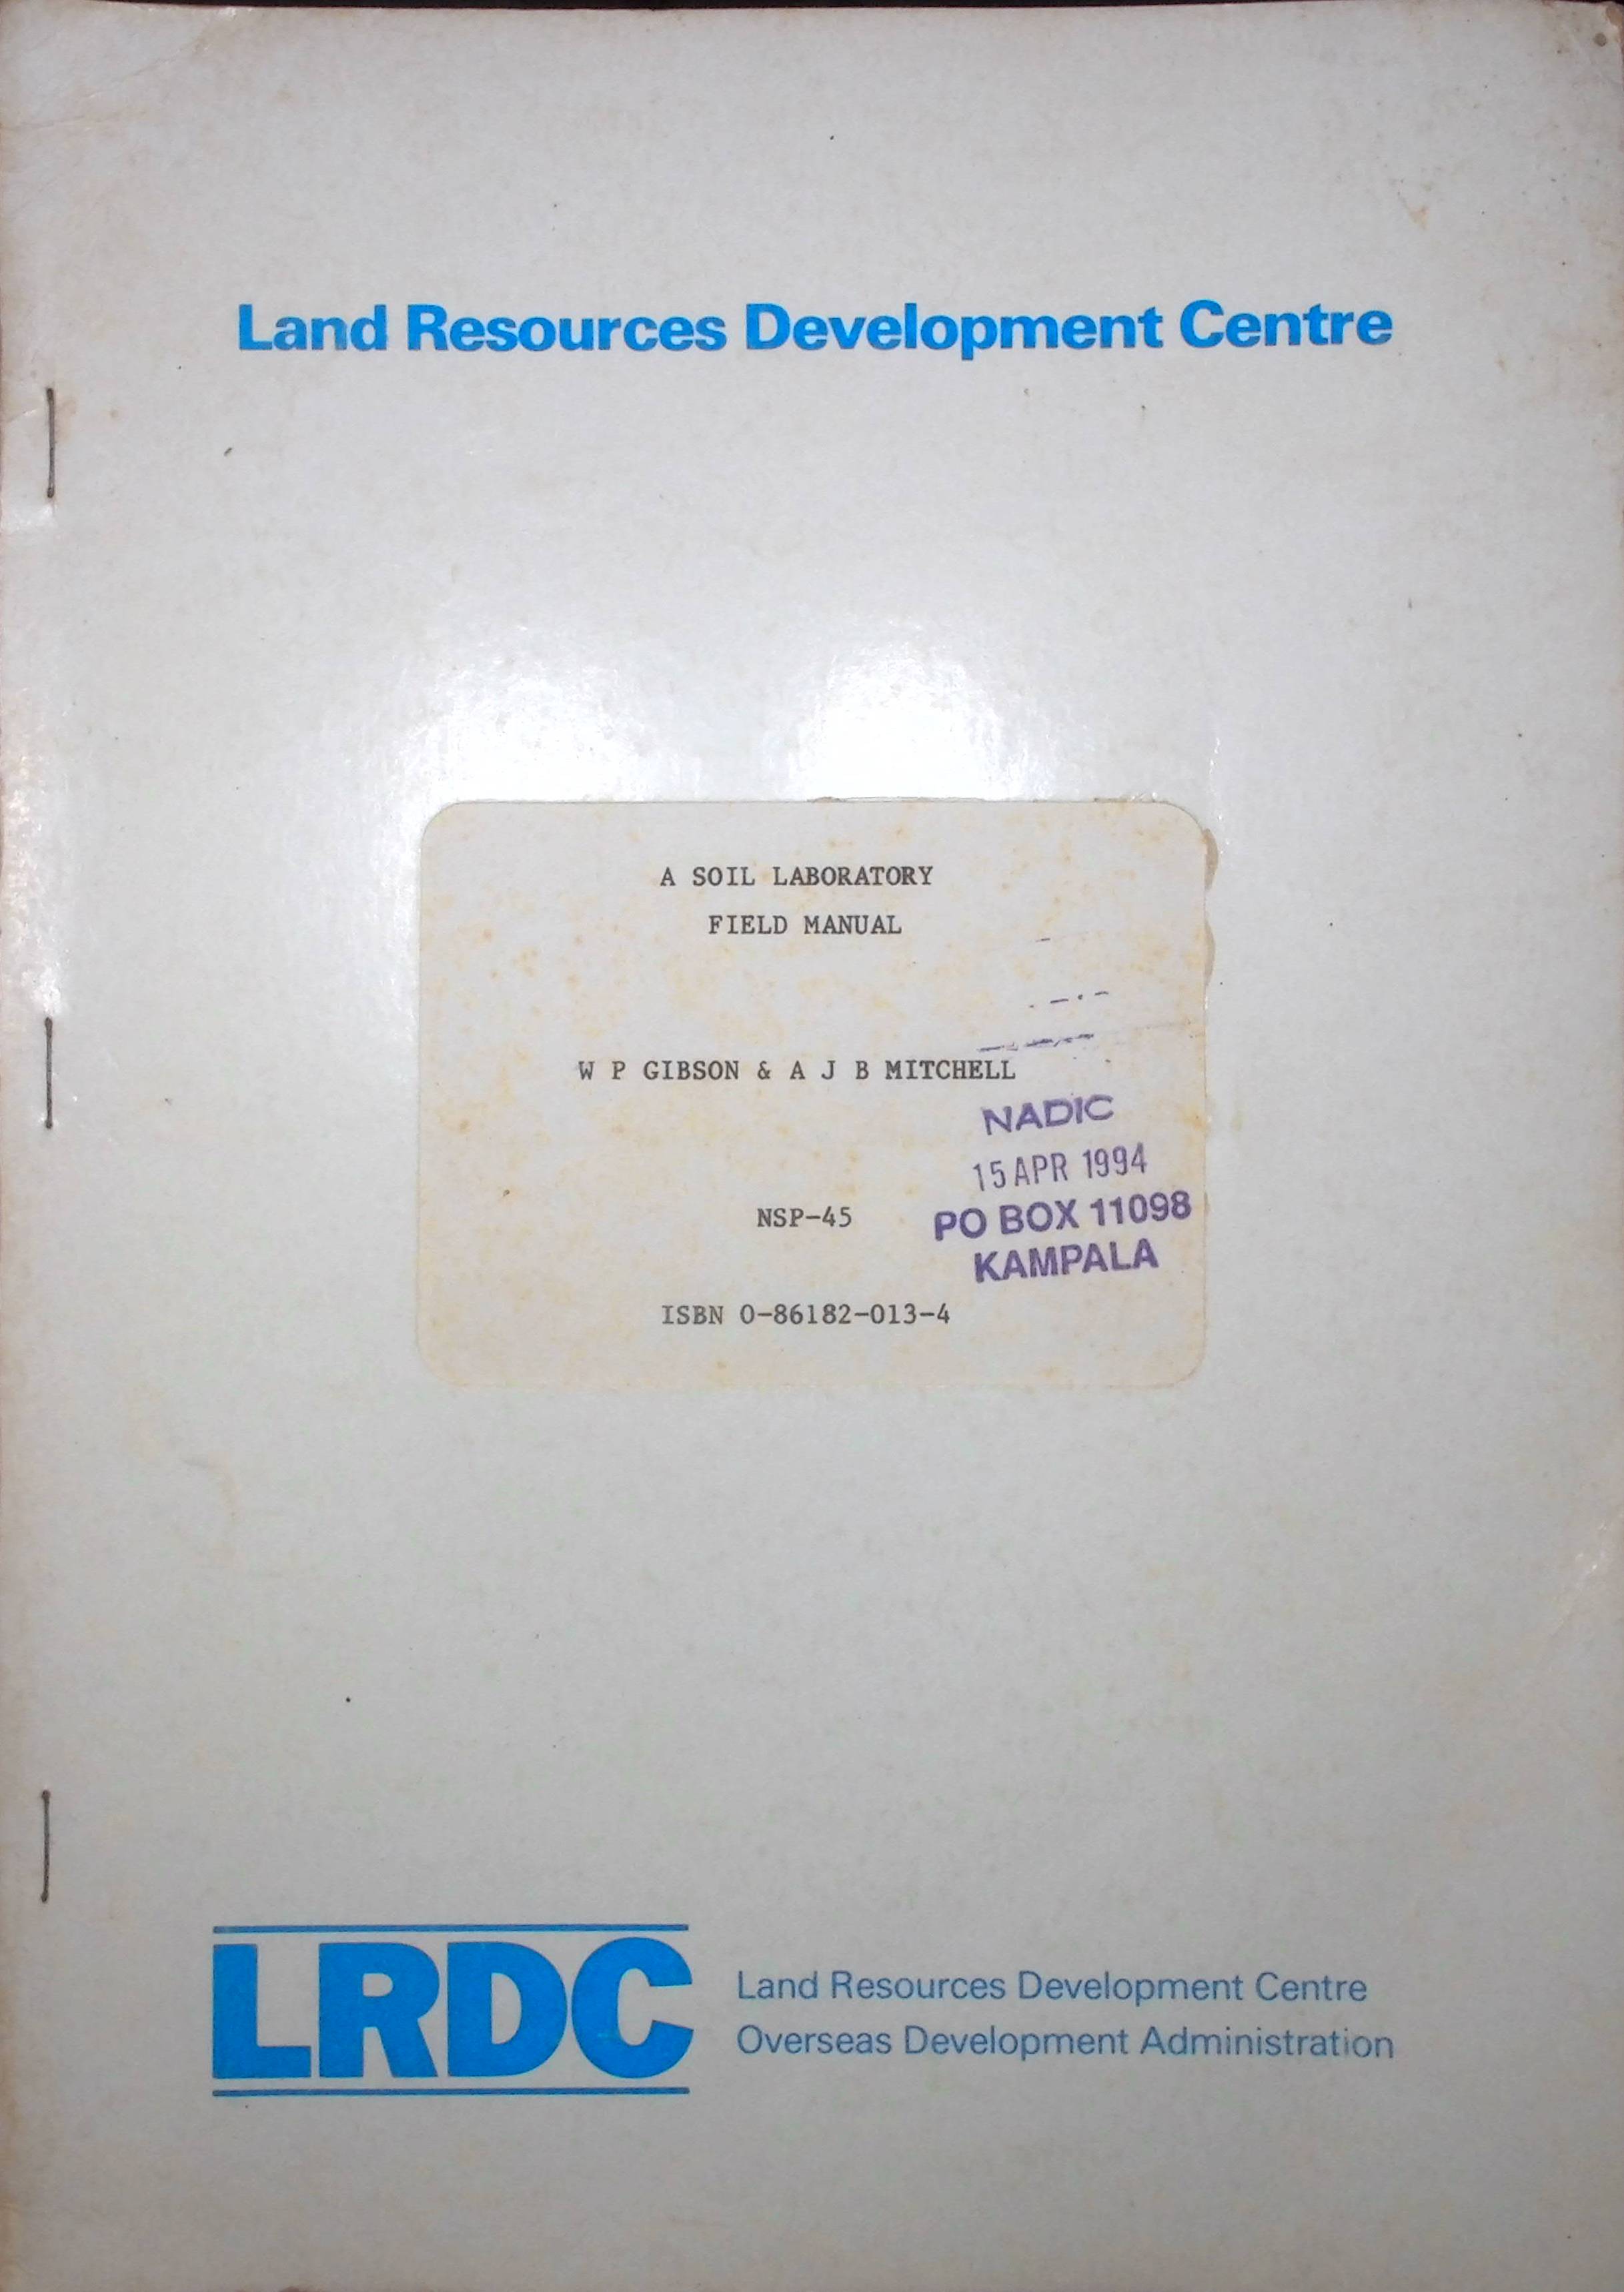 Land Resources Development Centre
A SOIL LABORATORY
FIELD MANUAL
W P GIBSON & A J B MITCHELL
NADIC
15 APR 1994
NSP-45
PO BOX 11098
KAMPALA
ISBN 0-86182-013-4
LRDC
Land Resources Development Centre
Overseas Development Administration